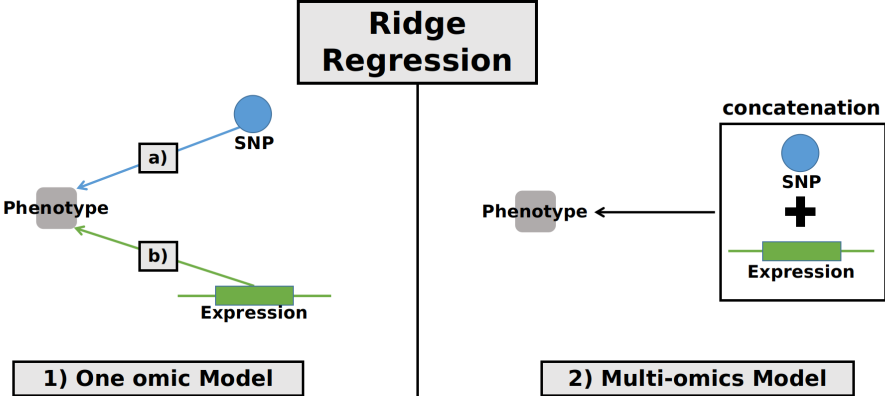 Ridge
Regression
SNP
a)
Phenotype
b)
Expression
1) One omic Model
concatenation
SNP
Phenotype
Expression
2) Multi-omics Model